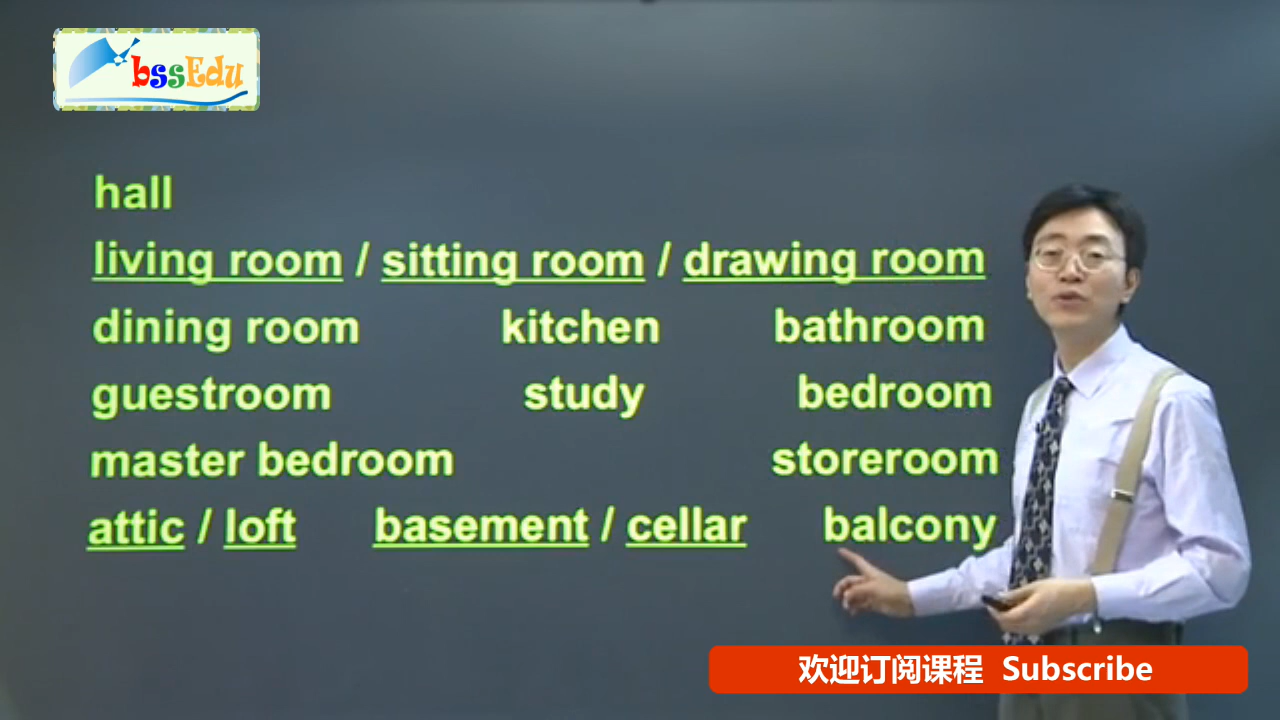 bssEdu
hall
living room / sitting room / drawing room
dining room kitchen bathroom
guestroom study bedroom
master bedroom storeroom
attic / loft basement / cellar balcony
欢迎订阅课程 Subscribe